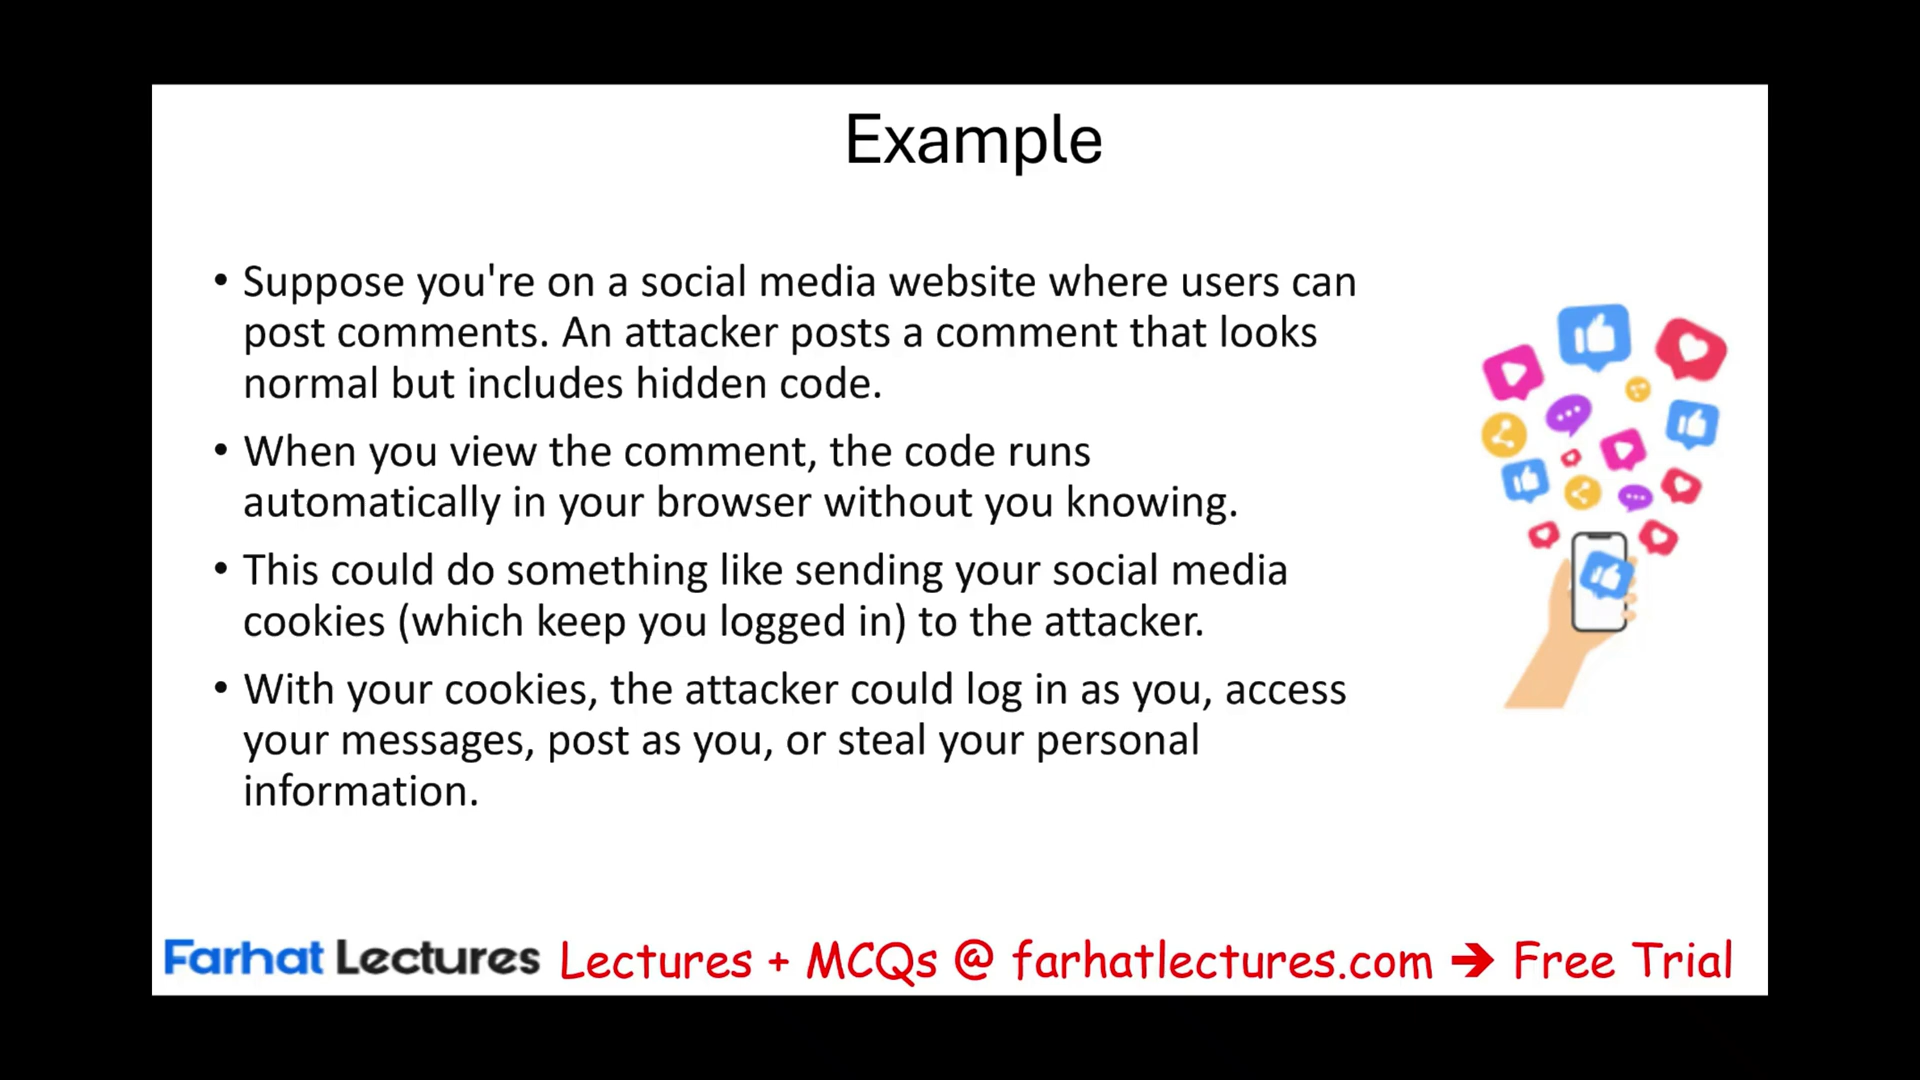 Example
• Suppose you're on a social media website where users can
post comments. An attacker posts a comment that looks
normal but includes hidden code.
• When you view the comment, the code runs
automatically in your browser without you knowing.
• This could do something like sending your social media
cookies (which keep you logged in) to the attacker.
• With your cookies, the attacker could log in as you, access
your messages, post as you, or steal your personal
information.
Farhat Lectures Lectures + MCQs @ farhatlectures.com ➔ Free Trial